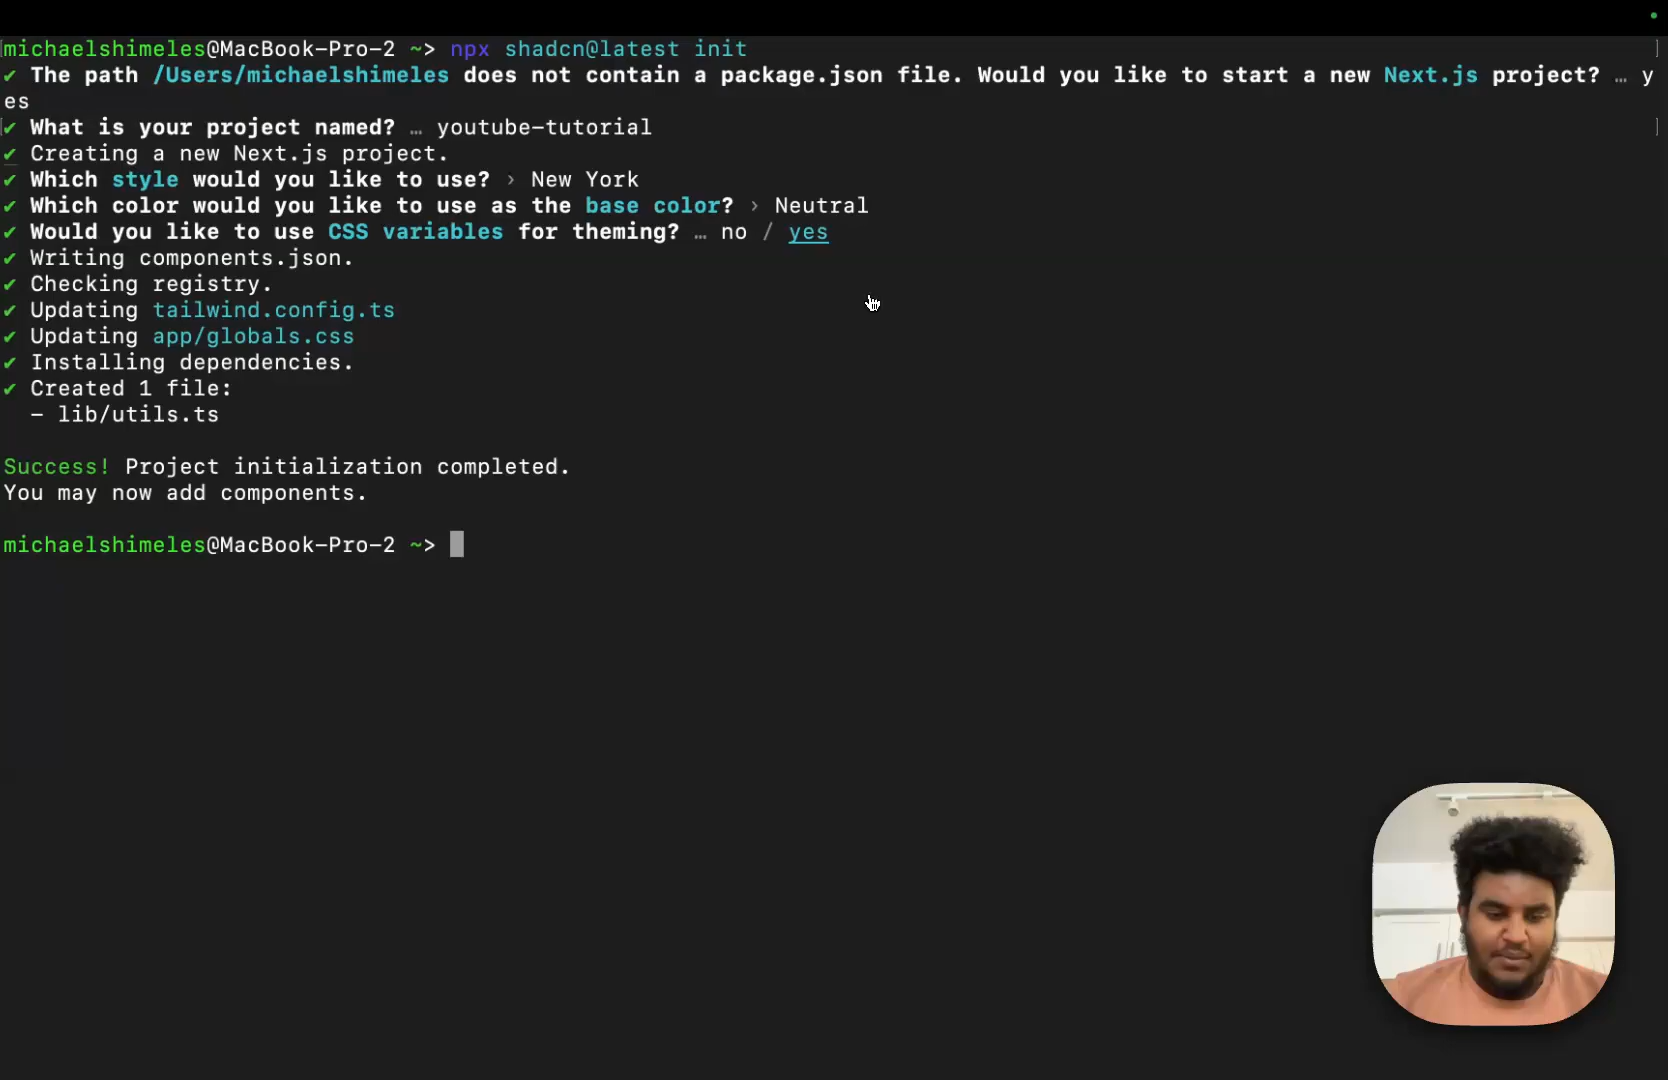 michaelshimeles@MacBook-Pro-2 ~> npx shadcn@latest init
✔ The path /Users/michaelshimeles does not contain a package.json file. Would you like to start a new Next.js project? … y
es
✔ What is your project named? … youtube-tutorial
✔ Creating a new Next.js project.
✔ Which style would you like to use? › New York
✔ Which color would you like to use as the base color? › Neutral
✔ Would you like to use CSS variables for theming? … no / yes
✔ Writing components.json.
✔ Checking registry.
✔ Updating tailwind.config.ts
✔ Updating app/globals.css
✔ Installing dependencies.
✔ Created 1 file:
– lib/utils.ts
Success! Project initialization completed.
You may now add components.
michaelshimeles@MacBook-Pro-2 ~>